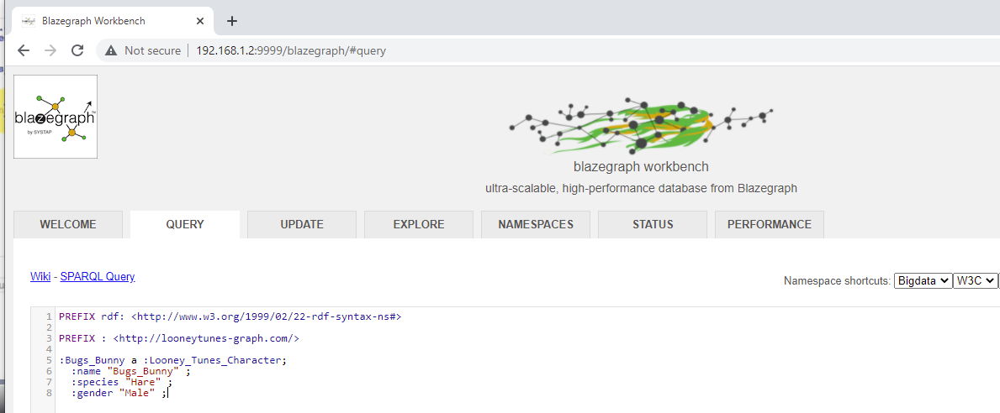 Blazegraph Workbench
Not secure 192.168.1.2:9999/blazegraph/#query
blazegraph™
by SYSTAP
blazegraph workbench
ultra-scalable, high-performance database from Blazegraph
WELCOME QUERY UPDATE EXPLORE NAMESPACES STATUS PERFORMANCE
Wiki - SPARQL Query
Namespace shortcuts: Bigdata W3C
1 PREFIX rdf: <http://www.w3.org/1999/02/22-rdf-syntax-ns#>
2
3 PREFIX : <http://looneytunes-graph.com/>
4
5 :Bugs_Bunny a :Looney_Tunes_Character;
6 :name "Bugs_Bunny" ;
7 :species "Hare" ;
8 :gender "Male" ;